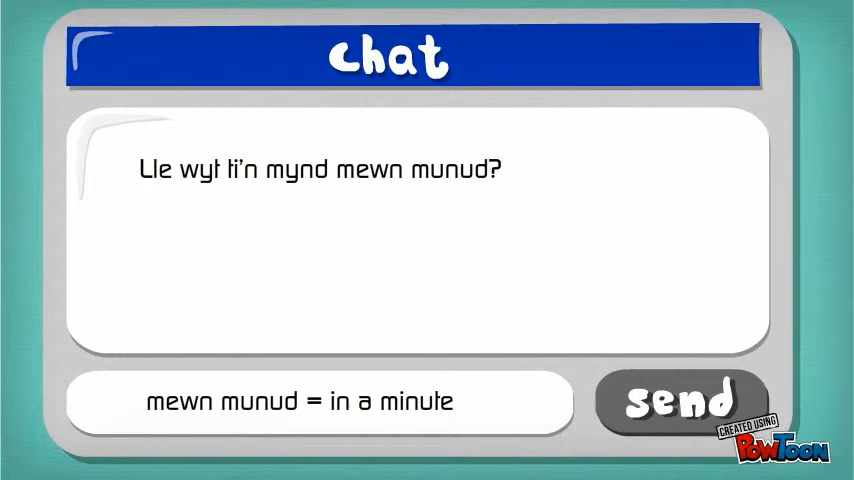 chat
Lle wyt ti'n mynd mewn munud?
mewn munud = in a minute
send
CREATED USING
POWTOON